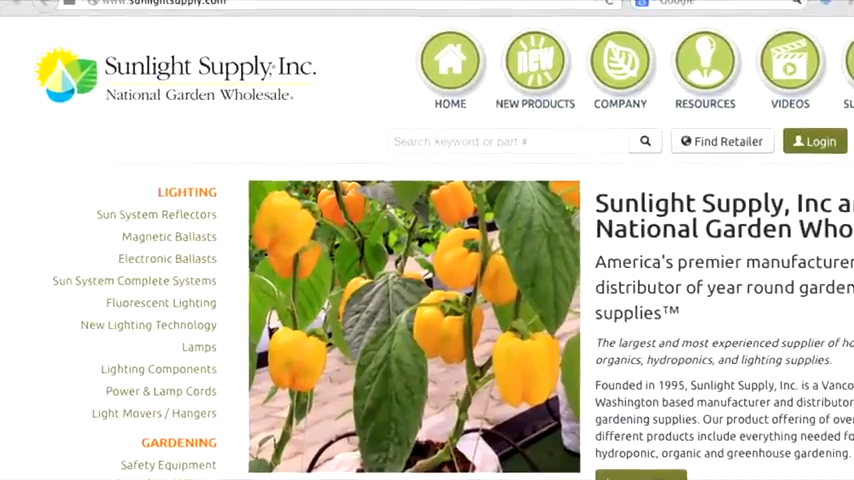 www.sunlightsupply.com
Google
Sunlight Supply, Inc.
National Garden Wholesale®
new
HOME
NEW PRODUCTS
COMPANY
RESOURCES
VIDEOS
Search keyword or part #
Find Retailer
Login
LIGHTING
Sun System Reflectors
Magnetic Ballasts
Electronic Ballasts
Sun System Complete Systems
Fluorescent Lighting
New Lighting Technology
Lamps
Lighting Components
Power & Lamp Cords
Light Movers / Hangers
GARDENING
Safety Equipment
Sunlight Supply, Inc
National Garden
America's premier manufacturer
distributor of year round garden
supplies™
The largest and most experienced supplier of
organics, hydroponics, and lighting supplies.
Founded in 1995, Sunlight Supply, Inc. is a
Washington based manufacturer and distributor
gardening supplies. Our product offering of over
different products include everything needed
hydroponic, organic and greenhouse gardening.